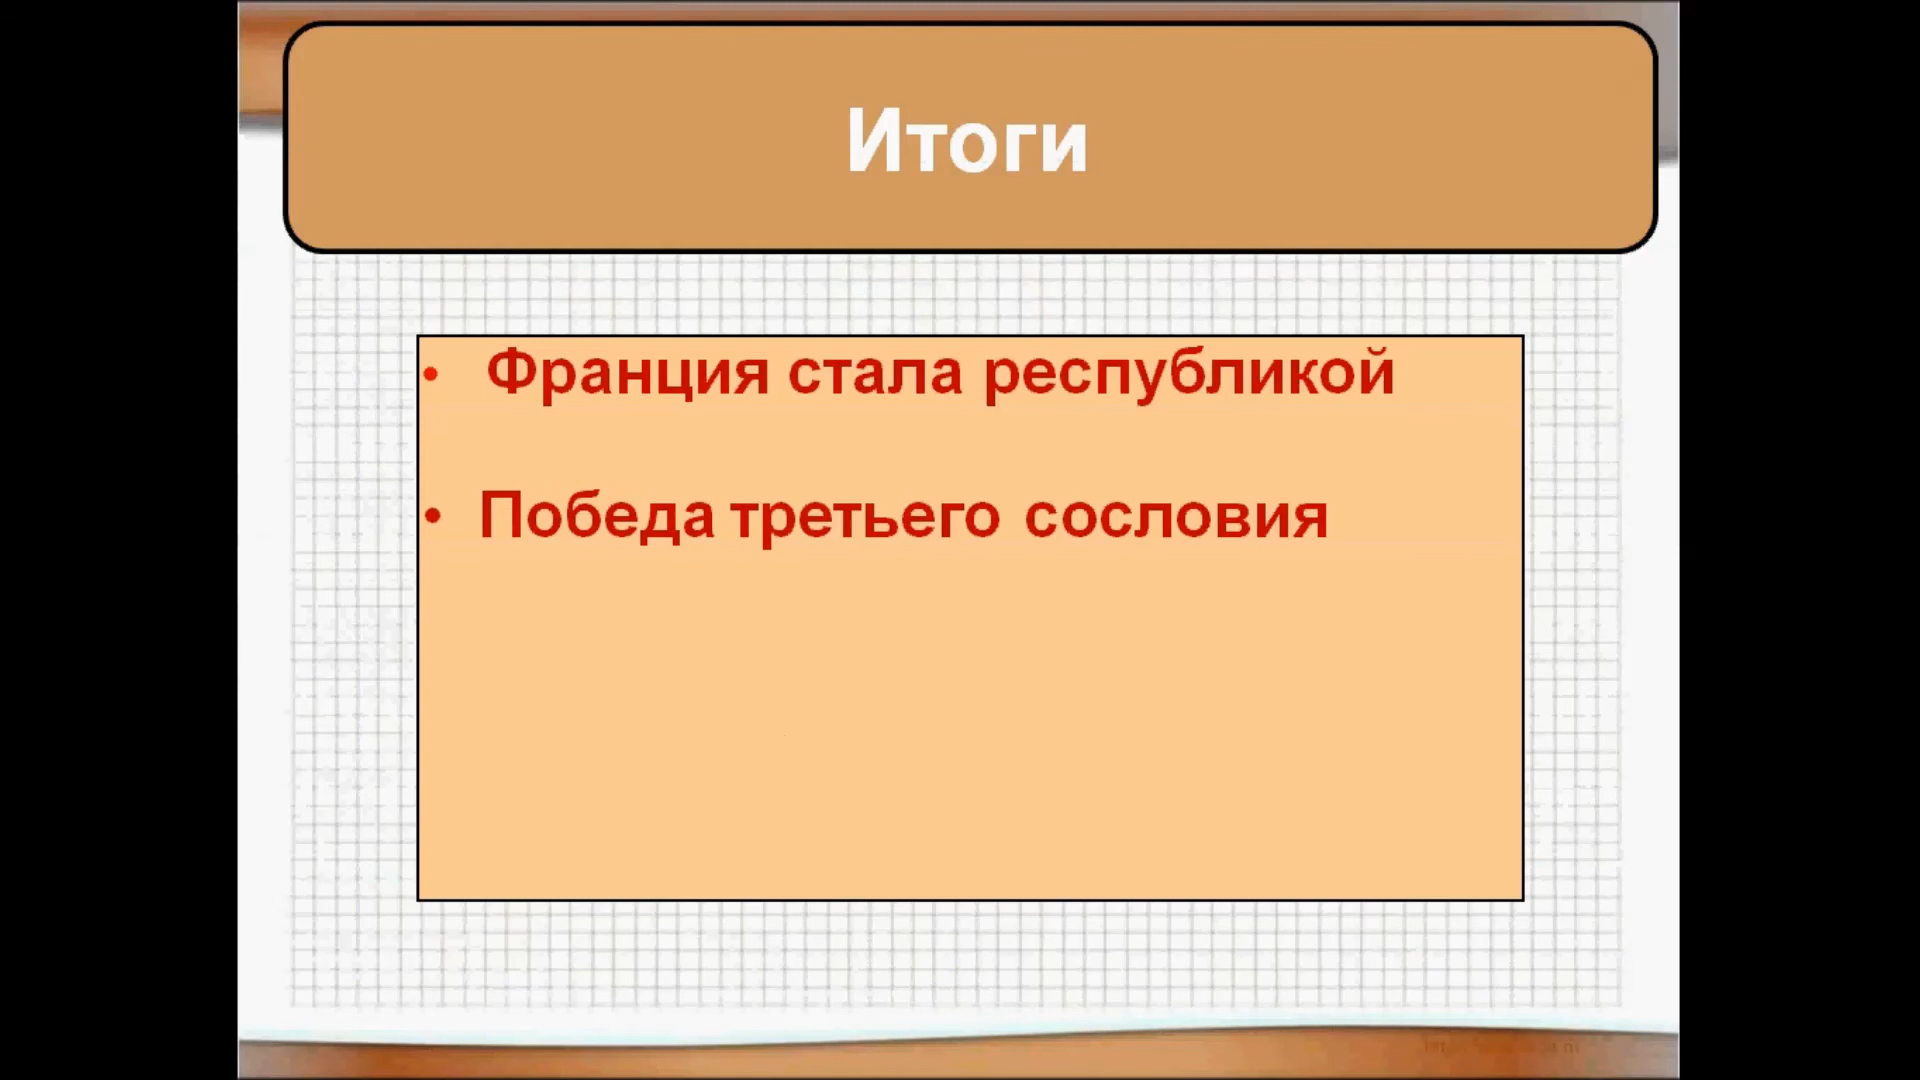 Итоги
• Франция стала республикой
• Победа третьего сословия